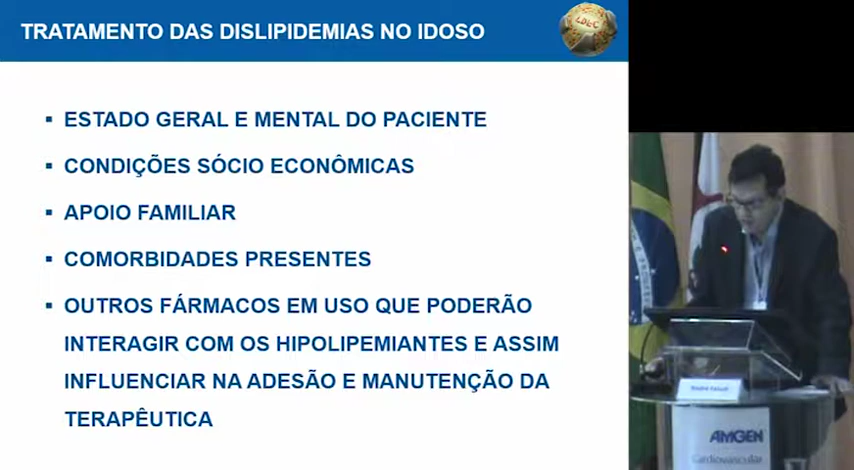 TRATAMENTO DAS DISLIPIDEMIAS NO IDOSO
▪ ESTADO GERAL E MENTAL DO PACIENTE
▪ CONDIÇÕES SÓCIO ECONÔMICAS
▪ APOIO FAMILIAR
▪ COMORBIDADES PRESENTES
▪ OUTROS FÁRMACOS EM USO QUE PODERÃO
INTERAGIR COM OS HIPOLIPEMIANTES E ASSIM
INFLUENCIAR NA ADESÃO E MANUTENÇÃO DA
TERAPÊUTICA
AMGEN
Cardiovascular